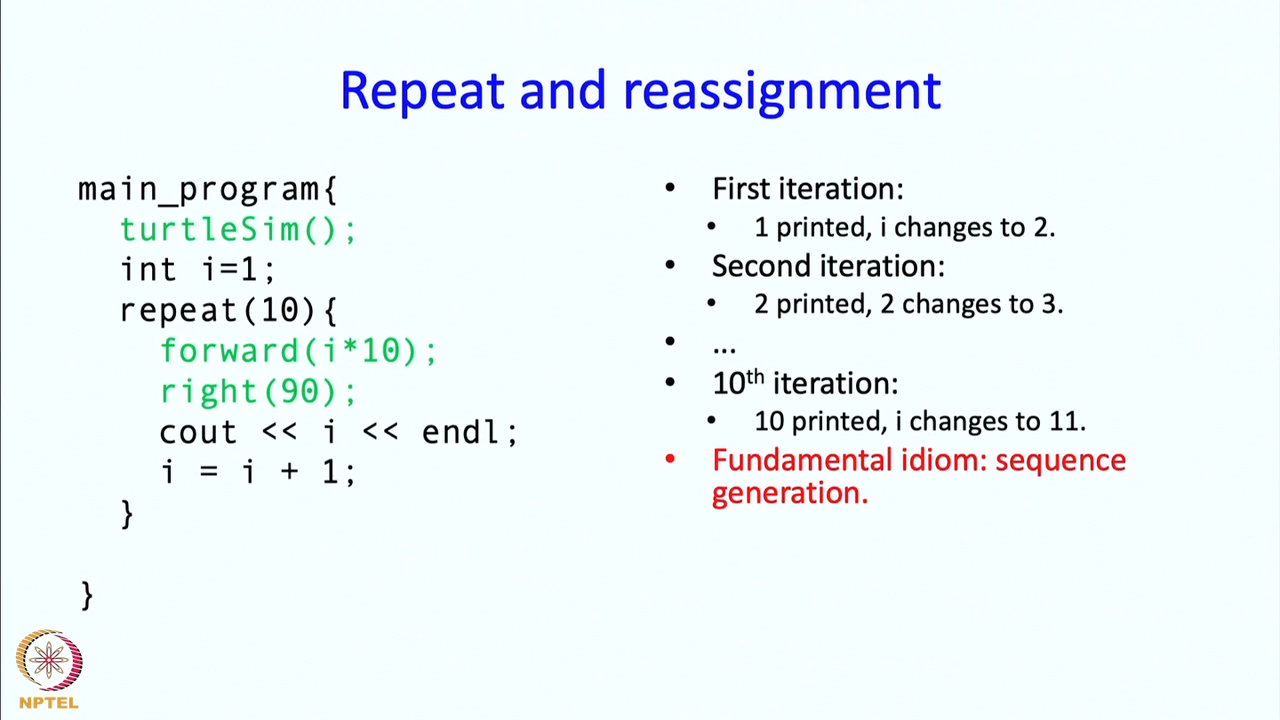 Repeat and reassignment
main_program{
turtleSim();
int i=1;
repeat(10){
forward(i*10);
right(90);
cout << i << endl;
i = i + 1;
}
}
• First iteration:
• 1 printed, i changes to 2.
• Second iteration:
• 2 printed, 2 changes to 3.
• ...
• 10th iteration:
• 10 printed, i changes to 11.
• Fundamental idiom: sequence
generation.
NPTEL